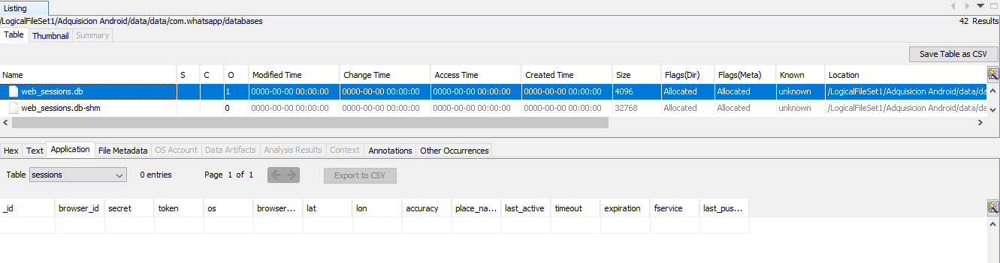 Listing
/LogicalFileSet1/Adquisicion Android/data/data/com.whatsapp/databases 42 Results
Table Thumbnail Summary
Save Table as CSV
Name S C O Modified Time Change Time Access Time Created Time Size Flags(Dir) Flags(Meta) Known Location
web_sessions.db 1 0000-00-00 00:00:00 0000-00-00 00:00:00 0000-00-00 00:00:00 0000-00-00 00:00:00 4096 Allocated Allocated unknown /LogicalFileSet1/Adquisicion Android/data/da
web_sessions.db-shm 0 0000-00-00 00:00:00 0000-00-00 00:00:00 0000-00-00 00:00:00 0000-00-00 00:00:00 32768 Allocated Allocated unknown /LogicalFileSet1/Adquisicion Android/data/da
Hex Text Application File Metadata OS Account Data Artifacts Analysis Results Context Annotations Other Occurrences
Table sessions 0 entries Page 1 of 1 Export to CSV
_id browser_id secret token os browser... lat lon accuracy place_na... last_active timeout expiration fservice last_pus...